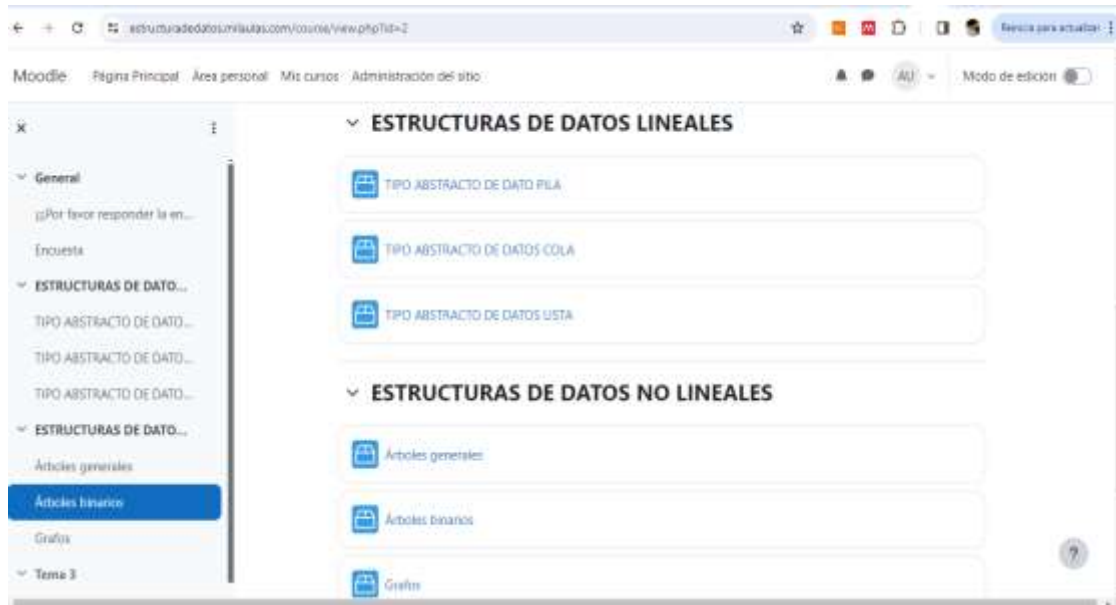 estructuradedatos.milaulas.com/course/view.php?id=2
Reinicia para actualizar
Moodle Página Principal Área personal Mis cursos Administración del sitio AU Modo de edición
General
¡¡¡Por favor responder la en...
Encuesta
ESTRUCTURAS DE DATO...
TIPO ABSTRACTO DE DATO...
TIPO ABSTRACTO DE DATO...
TIPO ABSTRACTO DE DATO...
ESTRUCTURAS DE DATO...
Árboles generales
Árboles binarios
Grafos
Tema 3
ESTRUCTURAS DE DATOS LINEALES
TIPO ABSTRACTO DE DATO PILA
TIPO ABSTRACTO DE DATOS COLA
TIPO ABSTRACTO DE DATOS LISTA
ESTRUCTURAS DE DATOS NO LINEALES
Árboles generales
Árboles binarios
Grafos
?